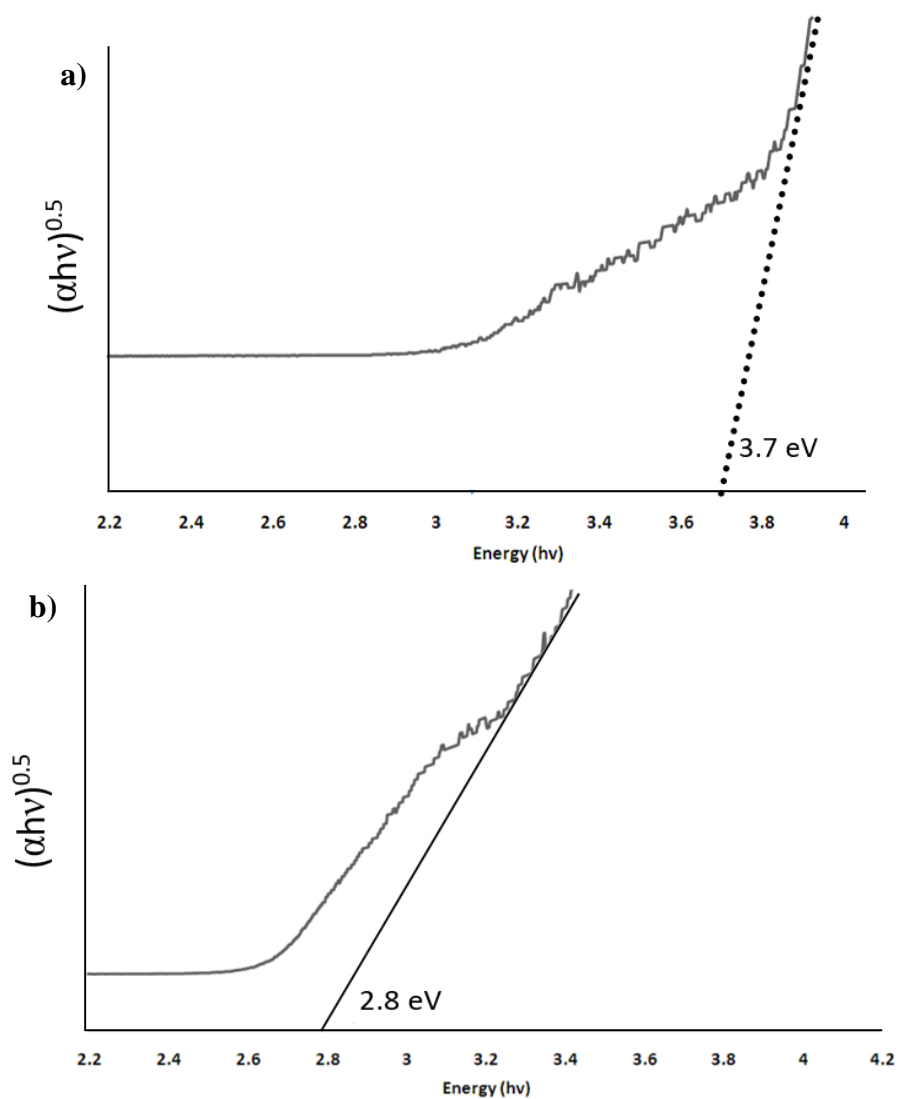 a)
(αhν)0.5
3.7 eV
2.2 2.4 2.6 2.8 3 3.2 3.4 3.6 3.8 4
Energy (hv)
b)
(αhν)0.5
2.8 eV
2.2 2.4 2.6 2.8 3 3.2 3.4 3.6 3.8 4 4.2
Energy (hv)